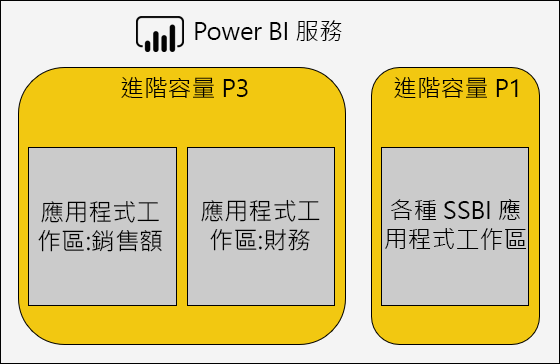 Power BI 服務
進階容量 P3
進階容量 P1
應用程式工
作區:銷售額
應用程式工
作區:財務
各種 SSBI 應
用程式工作區